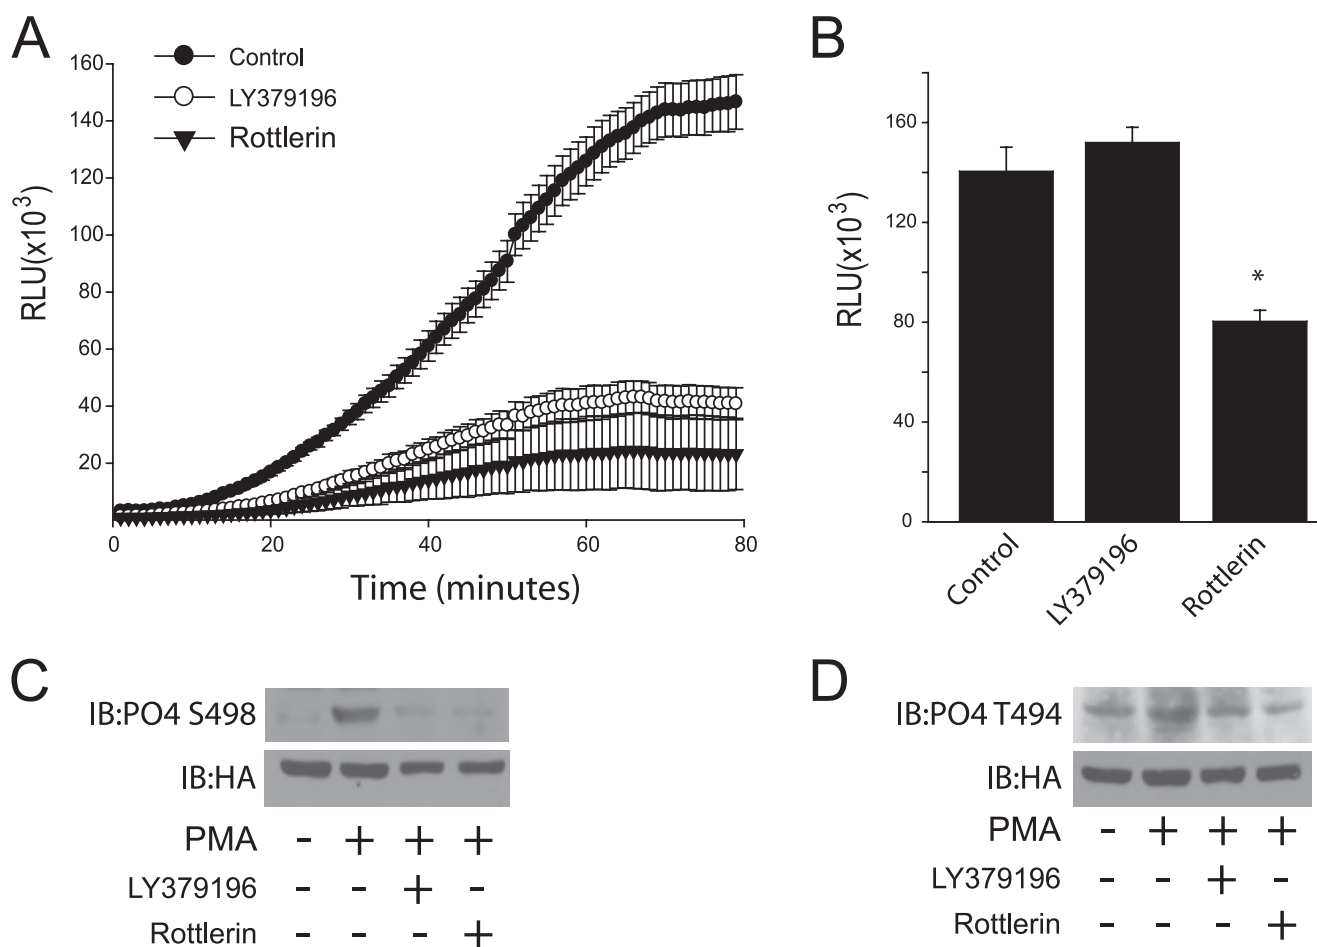 A
Control
LY379196
Rottlerin
RLU(x10³)
160
140
120
100
80
60
40
20
0 20 40 60 80
Time (minutes)
B
*
RLU(x10³)
160
120
80
40
0
Control LY379196 Rottlerin
C
IB:PO4 S498
IB:HA
PMA - + + +
LY379196 - - + -
Rottlerin - - - +
D
IB:PO4 T494
IB:HA
PMA - + + +
LY379196 - - + -
Rottlerin - - - +